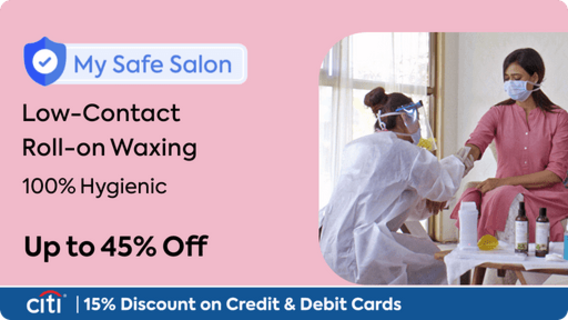 My Safe Salon
Low-Contact
Roll-on Waxing
100% Hygienic
Up to 45% Off
citi | 15% Discount on Credit & Debit Cards